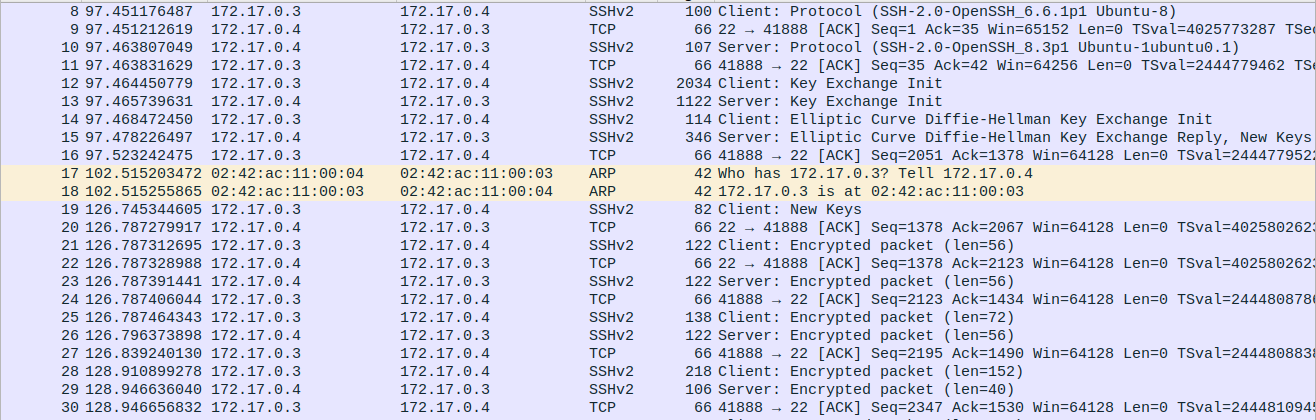 8 97.451176487 172.17.0.3 172.17.0.4 SSHv2 100 Client: Protocol (SSH-2.0-OpenSSH_6.6.1p1 Ubuntu-8)
9 97.451212619 172.17.0.4 172.17.0.3 TCP 66 22 → 41888 [ACK] Seq=1 Ack=35 Win=65152 Len=0 TSval=4025773287 TSe
10 97.463807049 172.17.0.4 172.17.0.3 SSHv2 107 Server: Protocol (SSH-2.0-OpenSSH_8.3p1 Ubuntu-1ubuntu0.1)
11 97.463831629 172.17.0.3 172.17.0.4 TCP 66 41888 → 22 [ACK] Seq=35 Ack=42 Win=64256 Len=0 TSval=2444779462 TS
12 97.464450779 172.17.0.3 172.17.0.4 SSHv2 2034 Client: Key Exchange Init
13 97.465739631 172.17.0.4 172.17.0.3 SSHv2 1122 Server: Key Exchange Init
14 97.468472450 172.17.0.3 172.17.0.4 SSHv2 114 Client: Elliptic Curve Diffie-Hellman Key Exchange Init
15 97.478226497 172.17.0.4 172.17.0.3 SSHv2 346 Server: Elliptic Curve Diffie-Hellman Key Exchange Reply, New Keys
16 97.523242475 172.17.0.3 172.17.0.4 TCP 66 41888 → 22 [ACK] Seq=2051 Ack=1378 Win=64128 Len=0 TSval=244477952
17 102.515203472 02:42:ac:11:00:04 02:42:ac:11:00:03 ARP 42 Who has 172.17.0.3? Tell 172.17.0.4
18 102.515255865 02:42:ac:11:00:03 02:42:ac:11:00:04 ARP 42 172.17.0.3 is at 02:42:ac:11:00:03
19 126.745344605 172.17.0.3 172.17.0.4 SSHv2 82 Client: New Keys
20 126.787279917 172.17.0.4 172.17.0.3 TCP 66 22 → 41888 [ACK] Seq=1378 Ack=2067 Win=64128 Len=0 TSval=402580262
21 126.787312695 172.17.0.3 172.17.0.4 SSHv2 122 Client: Encrypted packet (len=56)
22 126.787328988 172.17.0.4 172.17.0.3 TCP 66 22 → 41888 [ACK] Seq=1378 Ack=2123 Win=64128 Len=0 TSval=402580262
23 126.787391441 172.17.0.4 172.17.0.3 SSHv2 122 Server: Encrypted packet (len=56)
24 126.787406044 172.17.0.3 172.17.0.4 TCP 66 41888 → 22 [ACK] Seq=2123 Ack=1434 Win=64128 Len=0 TSval=244480878
25 126.787464343 172.17.0.3 172.17.0.4 SSHv2 138 Client: Encrypted packet (len=72)
26 126.796373898 172.17.0.4 172.17.0.3 SSHv2 122 Server: Encrypted packet (len=56)
27 126.839240130 172.17.0.3 172.17.0.4 TCP 66 41888 → 22 [ACK] Seq=2195 Ack=1490 Win=64128 Len=0 TSval=244480883
28 128.910899278 172.17.0.3 172.17.0.4 SSHv2 218 Client: Encrypted packet (len=152)
29 128.946636040 172.17.0.4 172.17.0.3 SSHv2 106 Server: Encrypted packet (len=40)
30 128.946656832 172.17.0.3 172.17.0.4 TCP 66 41888 → 22 [ACK] Seq=2347 Ack=1530 Win=64128 Len=0 TSval=244481094